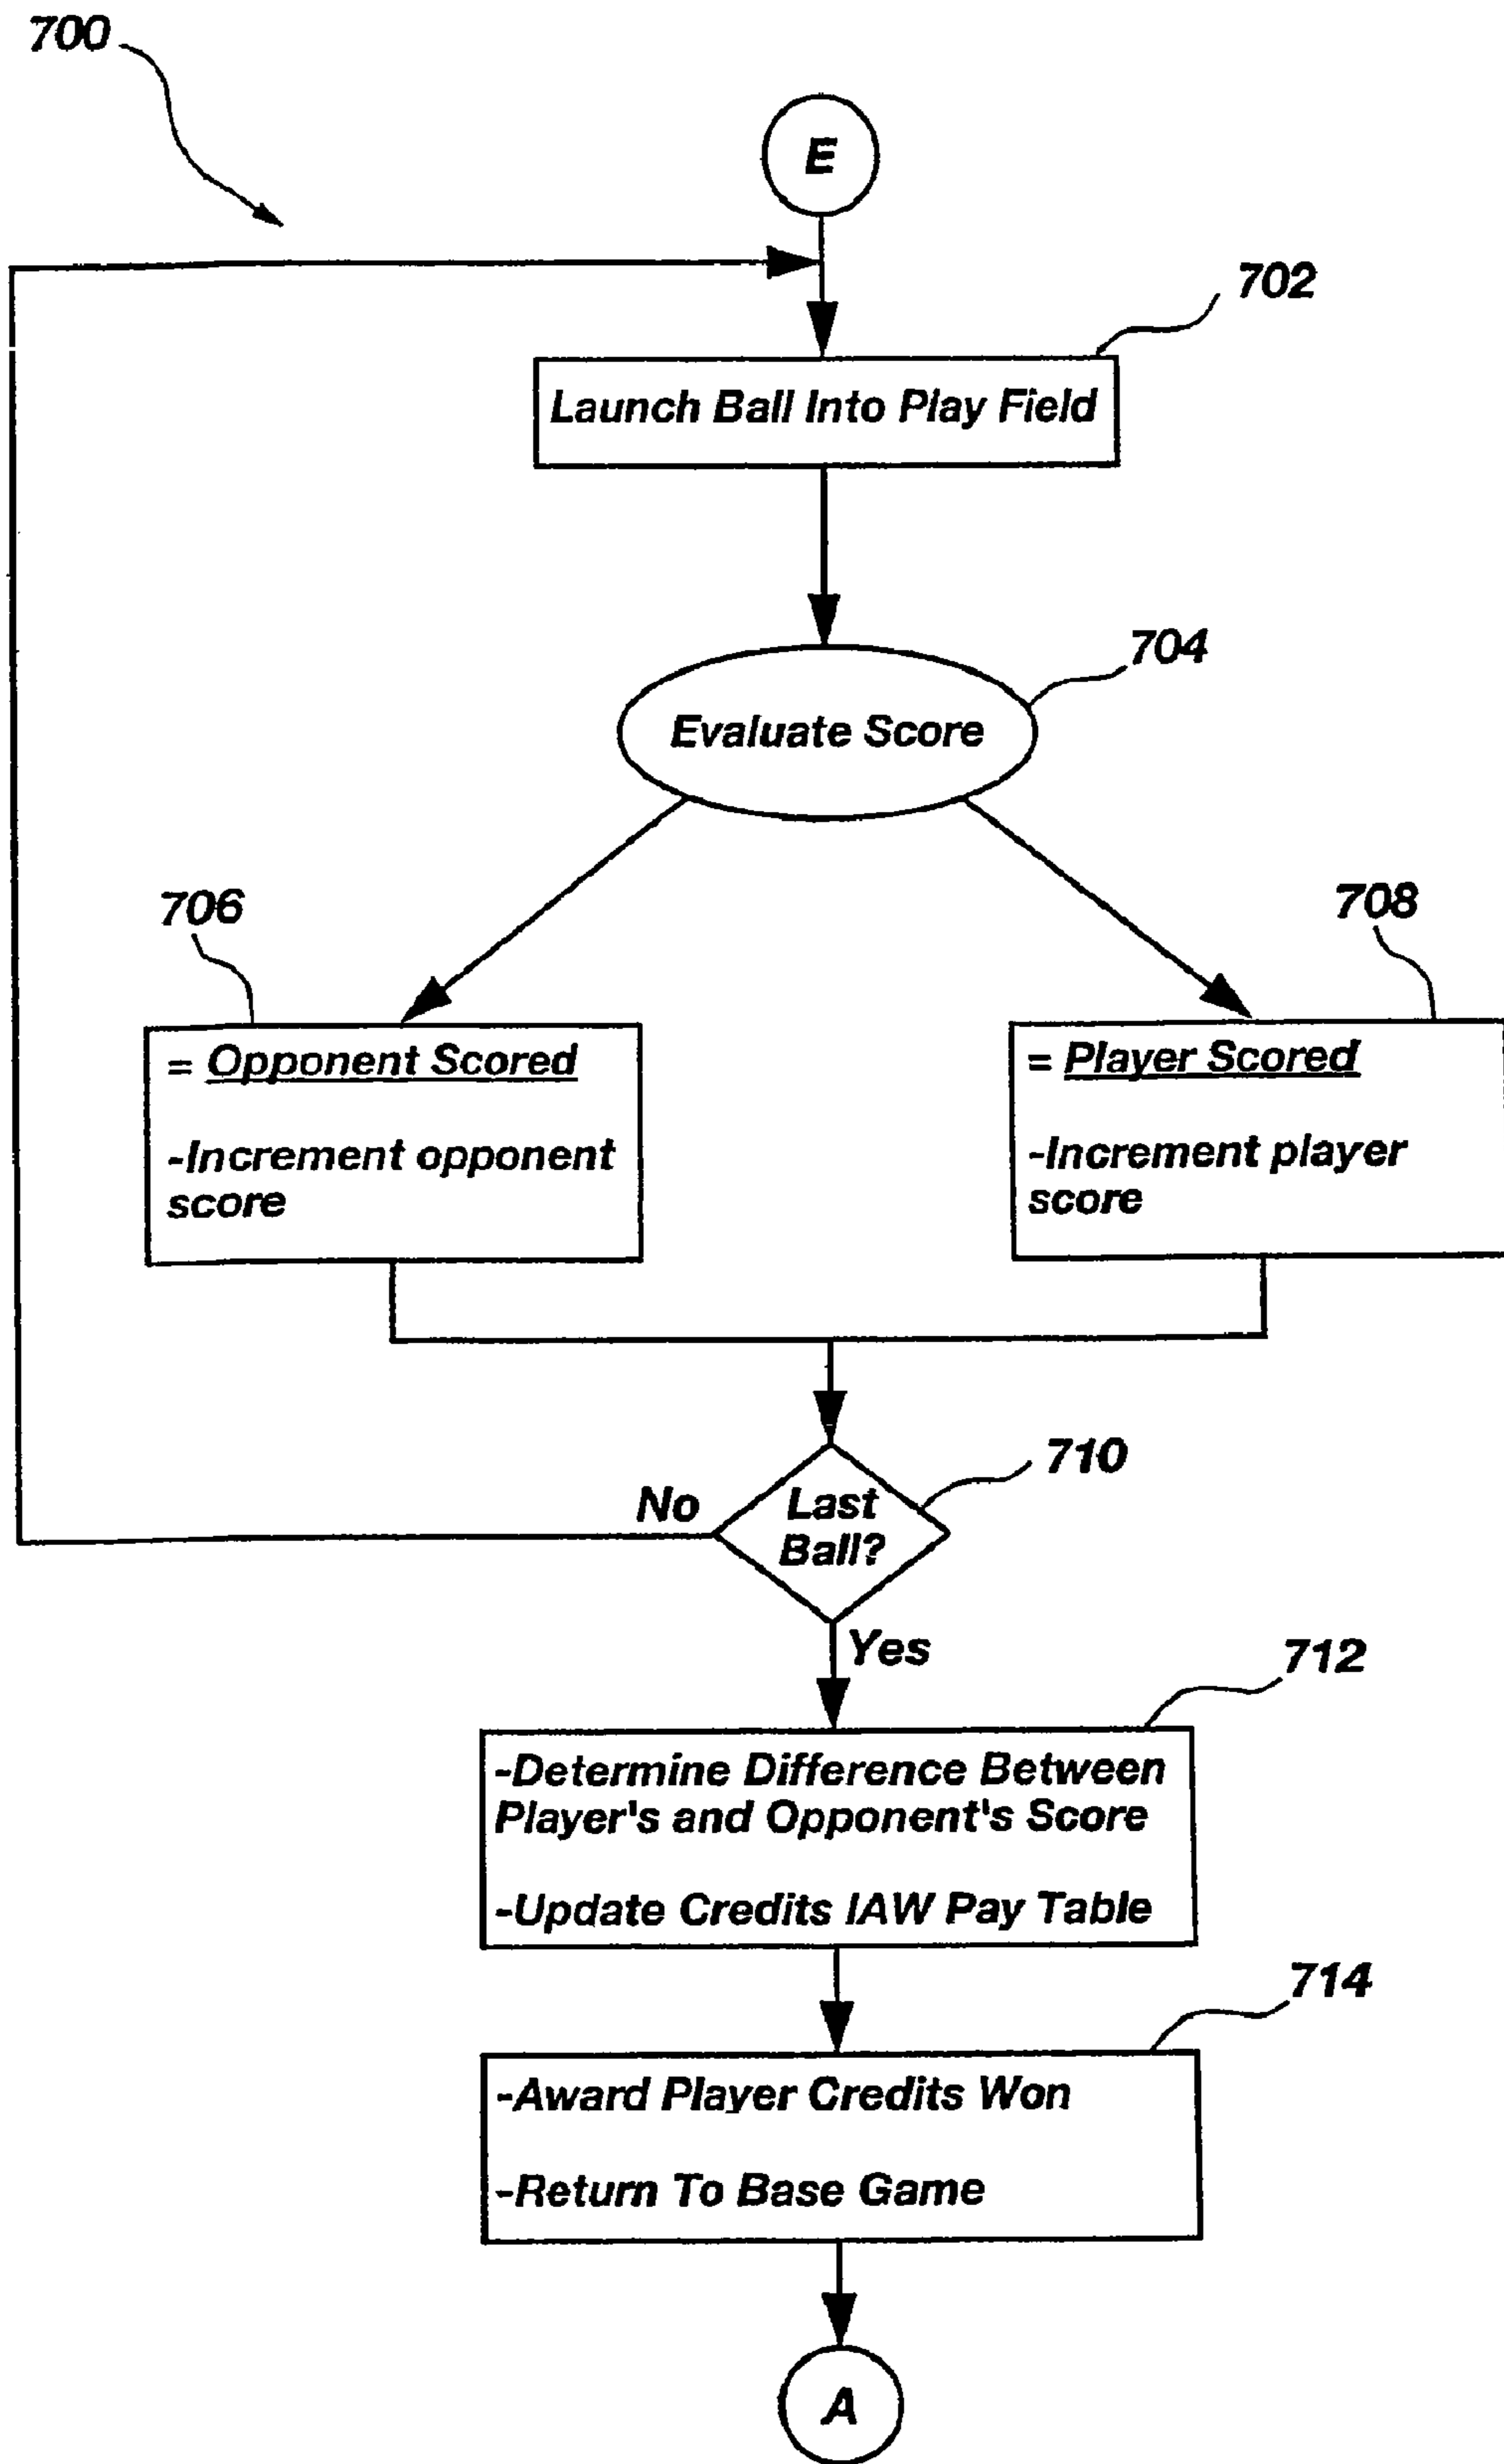 700
E
702
Launch Ball Into Play Field
704
Evaluate Score
706
708
= Opponent Scored
-Increment opponent
score
= Player Scored
-Increment player
score
710
No
Last
Ball?
Yes
712
-Determine Difference Between
Player's and Opponent's Score
-Update Credits IAW Pay Table
714
-Award Player Credits Won
-Return To Base Game
A